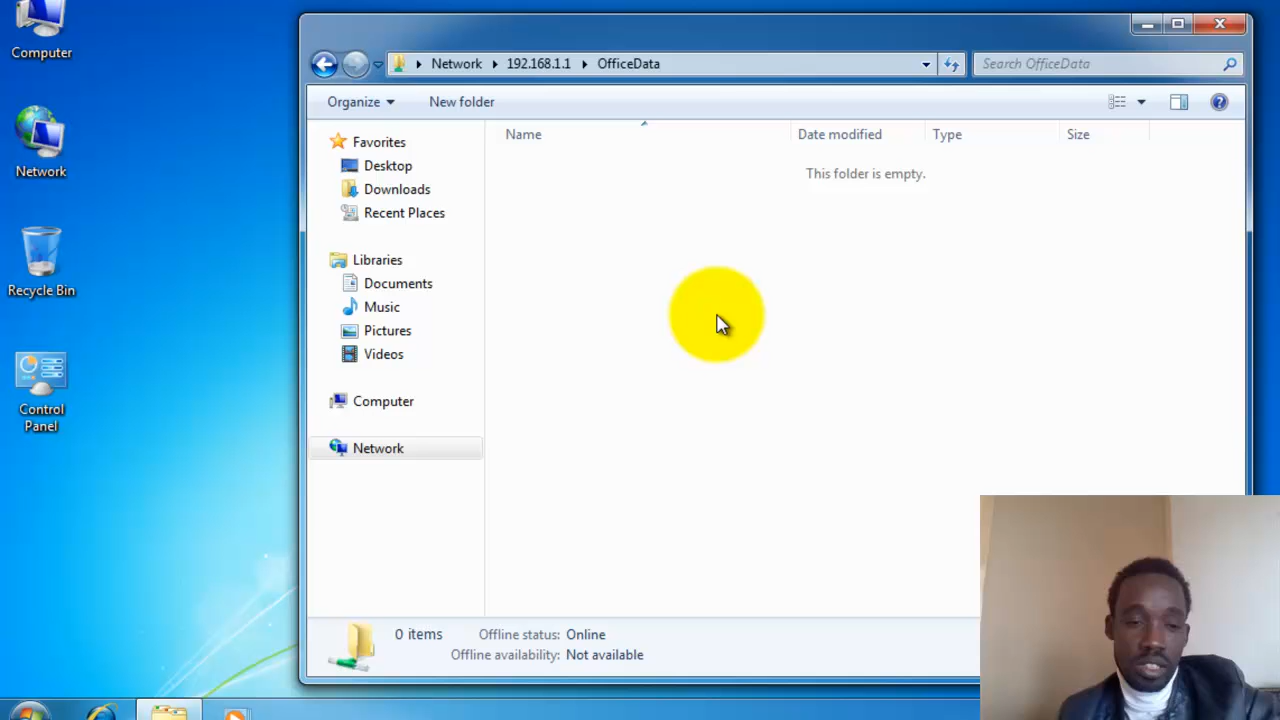 Computer
Network
Recycle Bin
Control
Panel
Network 192.168.1.1 OfficeData
Search OfficeData
Organize New folder
Favorites
Desktop
Downloads
Recent Places
Libraries
Documents
Music
Pictures
Videos
Computer
Network
Name Date modified Type Size
This folder is empty.
0 items Offline status: Online
Offline availability: Not available